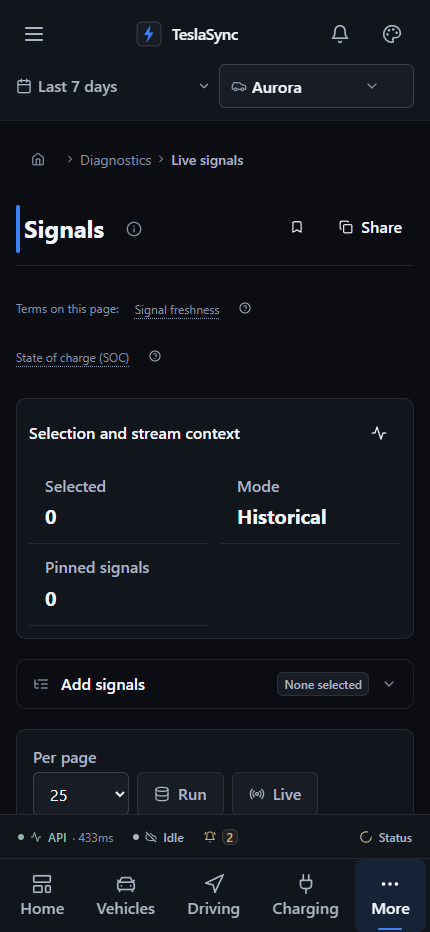 TeslaSync
Last 7 days
Aurora
Diagnostics > Live signals
Signals
Share
Terms on this page: Signal freshness
State of charge (SOC)
Selection and stream context
Selected
Mode
0
Historical
Pinned signals
0
Add signals
None selected
Per page
25
Run
Live
API · 433ms
Idle
2
Status
Home
Vehicles
Driving
Charging
More